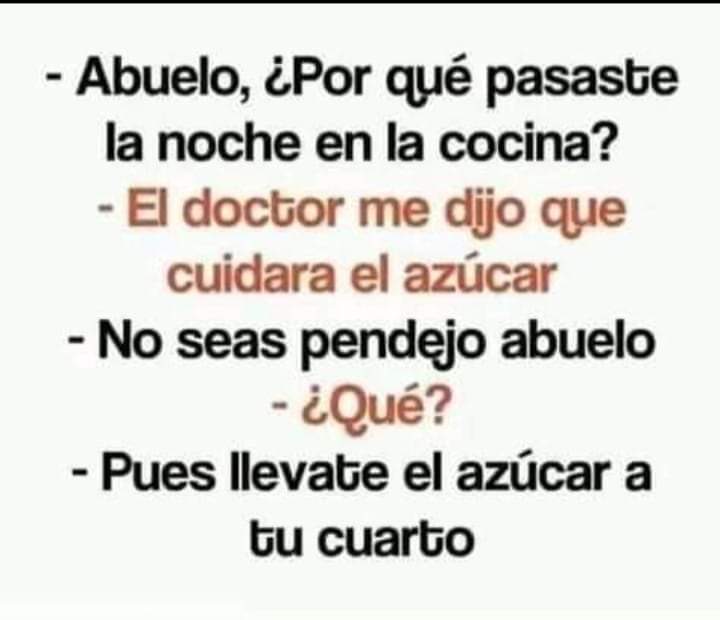 - Abuelo, ¿Por qué pasaste
la noche en la cocina?
- El doctor me dijo que
cuidara el azúcar
- No seas pendejo abuelo
- ¿Qué?
- Pues llevate el azúcar a
tu cuarto